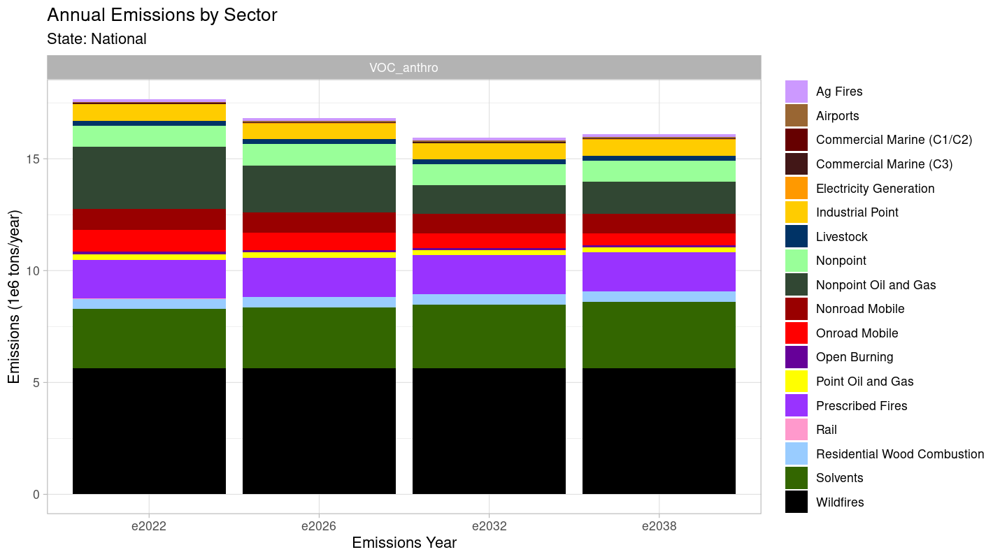 Annual Emissions by Sector
State: National
VOC_anthro
Emissions (1e6 tons/year)
15
10
5
0
e2022
e2026
e2032
e2038
Emissions Year
Ag Fires
Airports
Commercial Marine (C1/C2)
Commercial Marine (C3)
Electricity Generation
Industrial Point
Livestock
Nonpoint
Nonpoint Oil and Gas
Nonroad Mobile
Onroad Mobile
Open Burning
Point Oil and Gas
Prescribed Fires
Rail
Residential Wood Combustion
Solvents
Wildfires